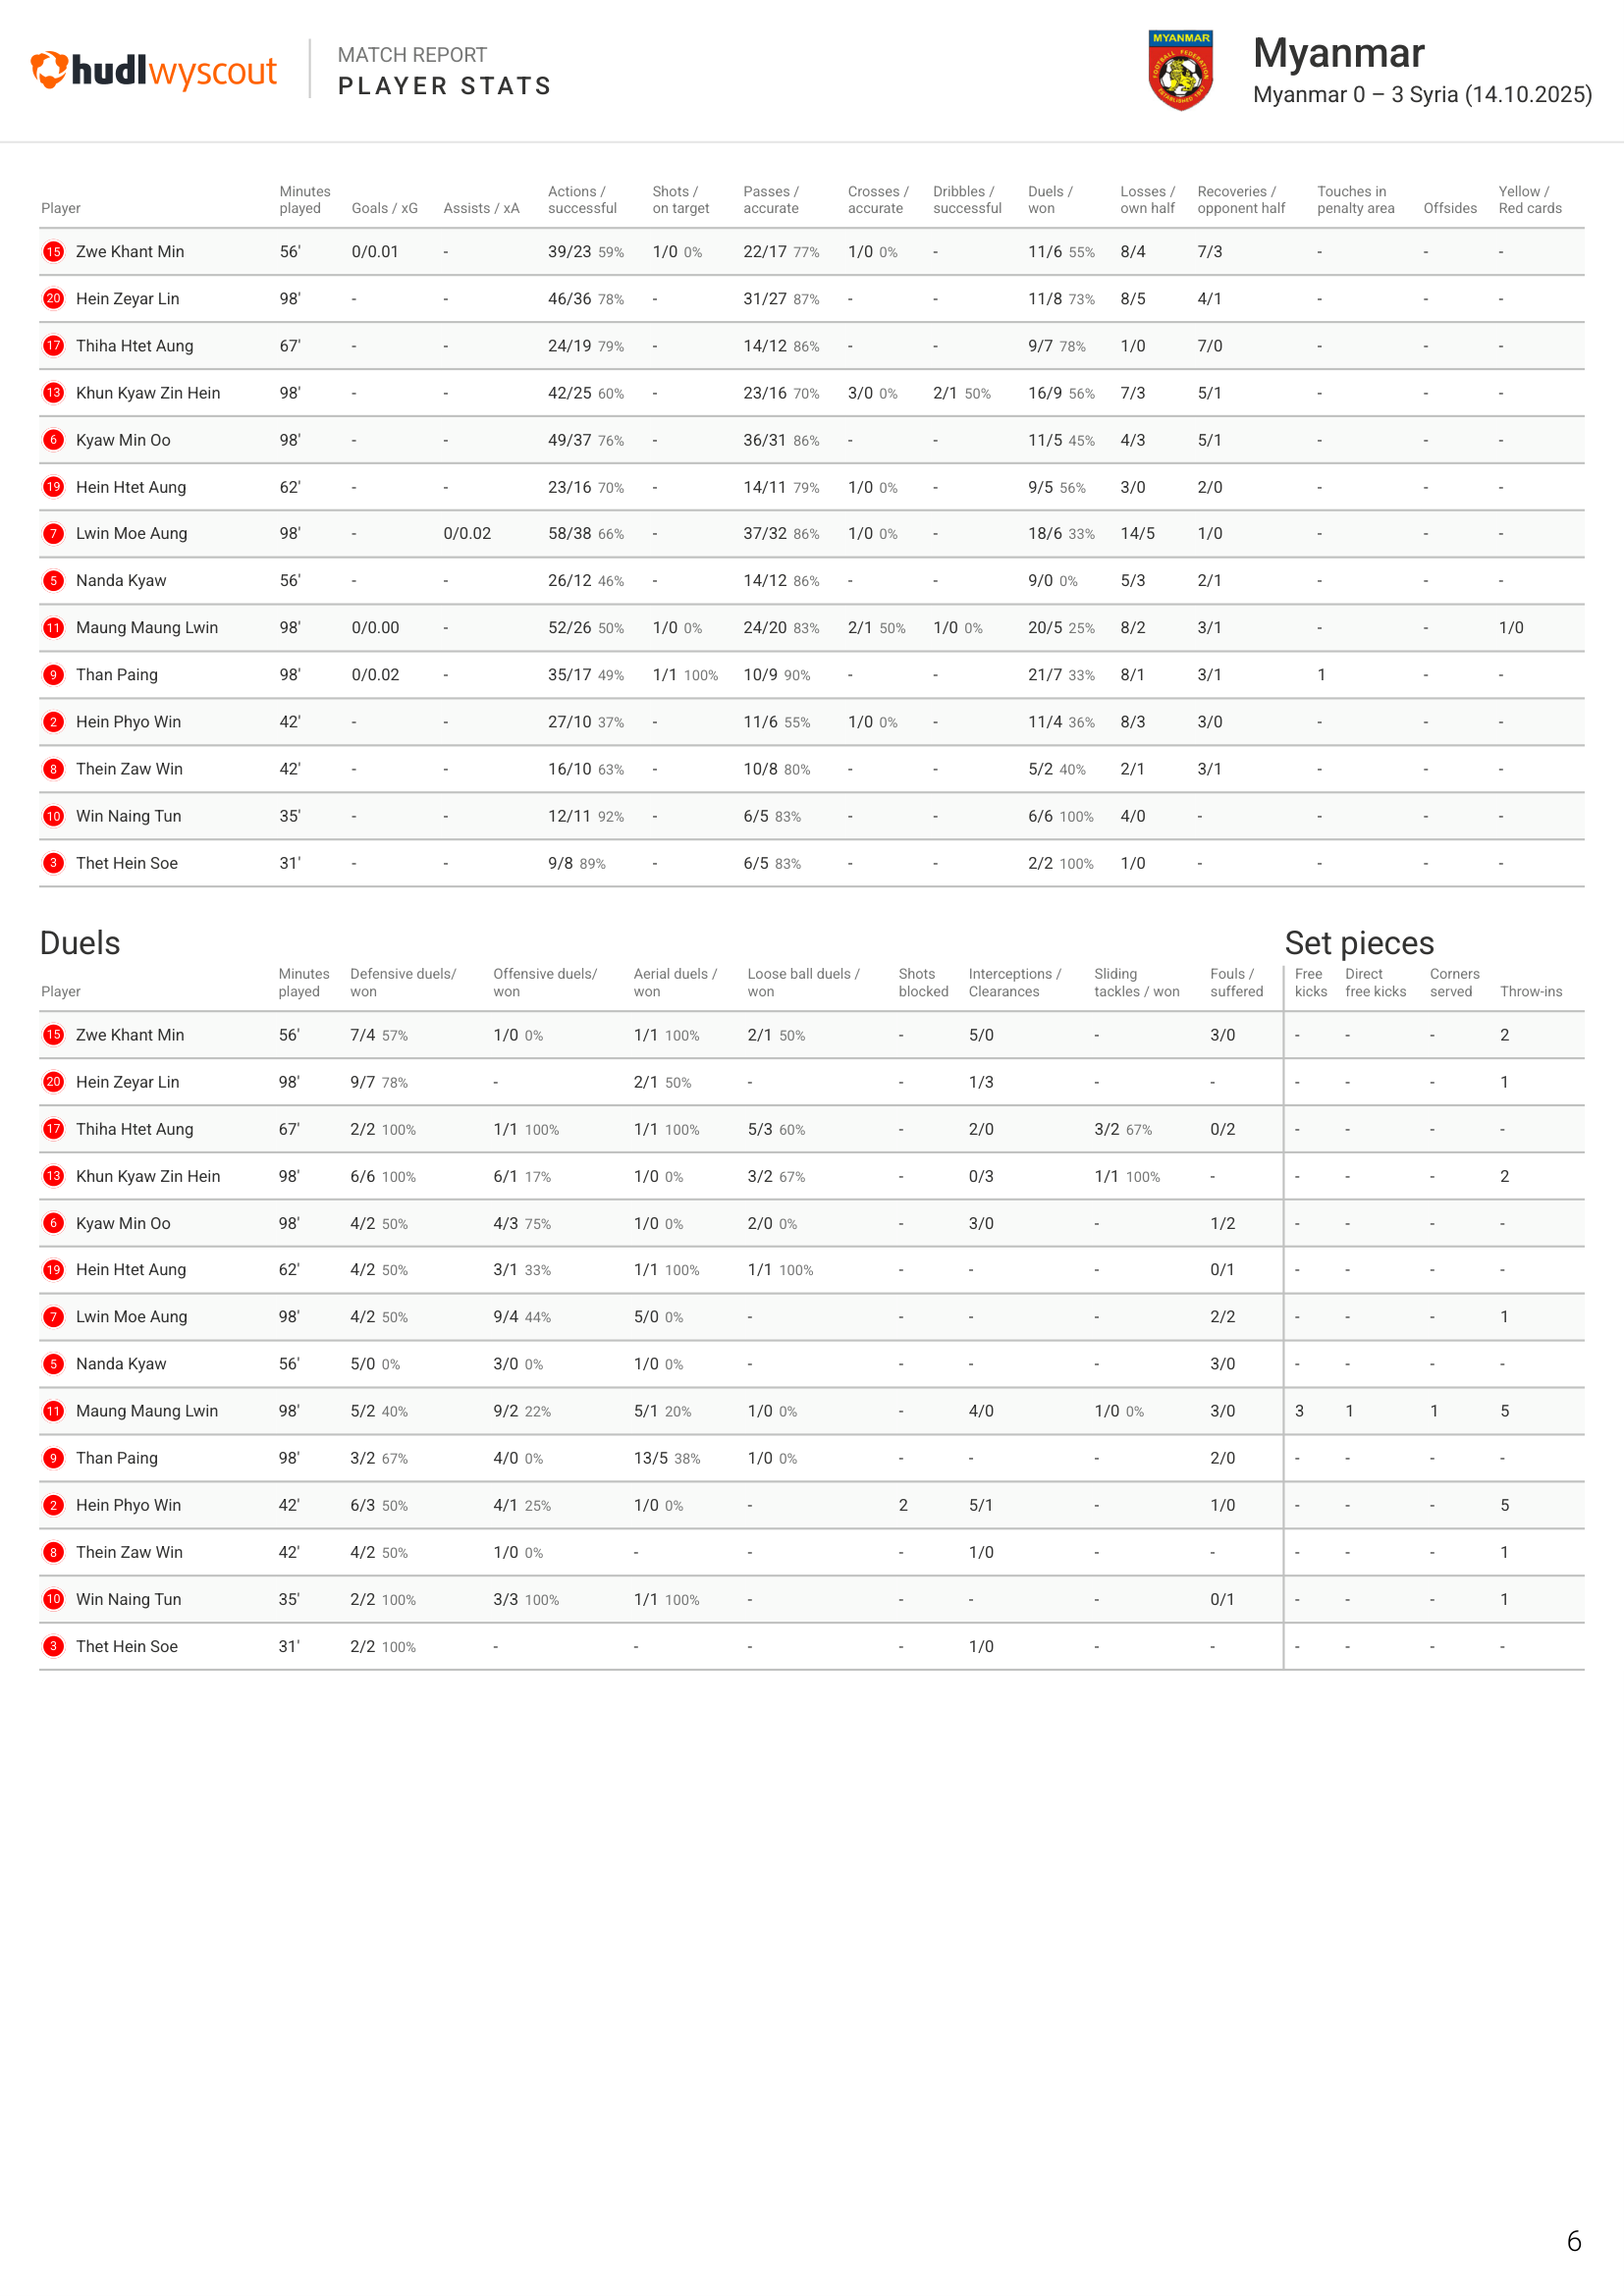 hudl wyscout
MATCH REPORT
PLAYER STATS
MYANMAR
FOOTBALL FEDERATION
ESTABLISHED 1947
Myanmar
Myanmar 0 – 3 Syria (14.10.2025)
Player Minutes played Goals / xG Assists / xA Actions / successful Shots / on target Passes / accurate Crosses / accurate Dribbles / successful Duels / won Losses / own half Recoveries / opponent half Touches in penalty area Offsides Yellow / Red cards
15 Zwe Khant Min 56' 0/0.01 - 39/23 59% 1/0 0% 22/17 77% 1/0 0% - 11/6 55% 8/4 7/3 - - -
20 Hein Zeyar Lin 98' - - 46/36 78% - 31/27 87% - - 11/8 73% 8/5 4/1 - - -
17 Thiha Htet Aung 67' - - 24/19 79% - 14/12 86% - - 9/7 78% 1/0 7/0 - - -
13 Khun Kyaw Zin Hein 98' - - 42/25 60% - 23/16 70% 3/0 0% 2/1 50% 16/9 56% 7/3 5/1 - - -
6 Kyaw Min Oo 98' - - 49/37 76% - 36/31 86% - - 11/5 45% 4/3 5/1 - - -
19 Hein Htet Aung 62' - - 23/16 70% - 14/11 79% 1/0 0% - 9/5 56% 3/0 2/0 - - -
7 Lwin Moe Aung 98' - 0/0.02 58/38 66% - 37/32 86% 1/0 0% - 18/6 33% 14/5 1/0 - - -
5 Nanda Kyaw 56' - - 26/12 46% - 14/12 86% - - 9/0 0% 5/3 2/1 - - -
11 Maung Maung Lwin 98' 0/0.00 - 52/26 50% 1/0 0% 24/20 83% 2/1 50% 1/0 0% 20/5 25% 8/2 3/1 - - 1/0
9 Than Paing 98' 0/0.02 - 35/17 49% 1/1 100% 10/9 90% - - 21/7 33% 8/1 3/1 1 - -
2 Hein Phyo Win 42' - - 27/10 37% - 11/6 55% 1/0 0% - 11/4 36% 8/3 3/0 - - -
8 Thein Zaw Win 42' - - 16/10 63% - 10/8 80% - - 5/2 40% 2/1 3/1 - - -
10 Win Naing Tun 35' - - 12/11 92% - 6/5 83% - - 6/6 100% 4/0 - - - -
3 Thet Hein Soe 31' - - 9/8 89% - 6/5 83% - - 2/2 100% 1/0 - - - -
Duels Set pieces
Player Minutes played Defensive duels/ won Offensive duels/ won Aerial duels / won Loose ball duels / won Shots blocked Interceptions / Clearances Sliding tackles / won Fouls / suffered Free kicks Direct free kicks Corners served Throw-ins
15 Zwe Khant Min 56' 7/4 57% 1/0 0% 1/1 100% 2/1 50% - 5/0 - 3/0 - - - 2
20 Hein Zeyar Lin 98' 9/7 78% - 2/1 50% - - 1/3 - - - - - 1
17 Thiha Htet Aung 67' 2/2 100% 1/1 100% 1/1 100% 5/3 60% - 2/0 3/2 67% 0/2 - - - -
13 Khun Kyaw Zin Hein 98' 6/6 100% 6/1 17% 1/0 0% 3/2 67% - 0/3 1/1 100% - - - - 2
6 Kyaw Min Oo 98' 4/2 50% 4/3 75% 1/0 0% 2/0 0% - 3/0 - 1/2 - - - -
19 Hein Htet Aung 62' 4/2 50% 3/1 33% 1/1 100% 1/1 100% - - - 0/1 - - - -
7 Lwin Moe Aung 98' 4/2 50% 9/4 44% 5/0 0% - - - - 2/2 - - - 1
5 Nanda Kyaw 56' 5/0 0% 3/0 0% 1/0 0% - - - - 3/0 - - - -
11 Maung Maung Lwin 98' 5/2 40% 9/2 22% 5/1 20% 1/0 0% - 4/0 1/0 0% 3/0 3 1 1 5
9 Than Paing 98' 3/2 67% 4/0 0% 13/5 38% 1/0 0% - - - 2/0 - - - -
2 Hein Phyo Win 42' 6/3 50% 4/1 25% 1/0 0% - 2 5/1 - 1/0 - - - 5
8 Thein Zaw Win 42' 4/2 50% 1/0 0% - - - 1/0 - - - - - 1
10 Win Naing Tun 35' 2/2 100% 3/3 100% 1/1 100% - - - - 0/1 - - - 1
3 Thet Hein Soe 31' 2/2 100% - - - - 1/0 - - - - - -
6